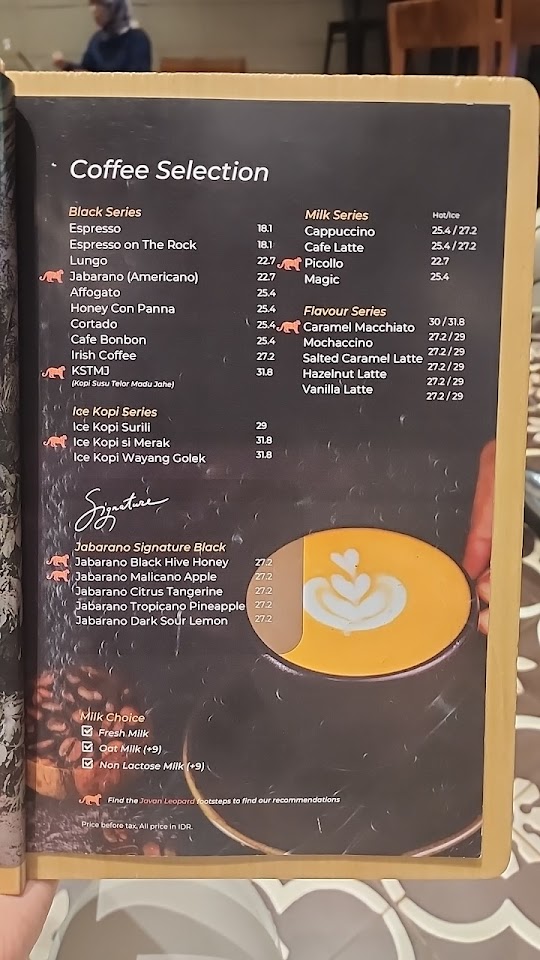 Coffee Selection
Black Series
Espresso 18.1
Espresso on The Rock 18.1
Lungo 22.7
Jabarano (Americano) 22.7
Affogato 25.4
Honey Con Panna 25.4
Cortado 25.4
Cafe Bonbon 25.4
Irish Coffee 27.2
KSTMJ 31.8
(Kopi Susu Telor Madu Jahe)
Ice Kopi Series
Ice Kopi Surili 29
Ice Kopi si Merak 31.8
Ice Kopi Wayang Golek 31.8
Milk Series Hot/Ice
Cappuccino 25.4 / 27.2
Cafe Latte 25.4 / 27.2
Picollo 22.7
Magic 25.4
Flavour Series
Caramel Macchiato 30 / 31.8
Mochaccino 27.2 / 29
Salted Caramel Latte 27.2 / 29
Hazelnut Latte 27.2 / 29
Vanilla Latte 27.2 / 29
Signature
Jabarano Signature Black
Jabarano Black Hive Honey 27.2
Jabarano Malicano Apple 27.2
Jabarano Citrus Tangerine 27.2
Jabarano Tropicano Pineapple 27.2
Jabarano Dark Sour Lemon 27.2
Milk Choice
Fresh Milk
Oat Milk (+9)
Non Lactose Milk (+9)
Find the Javan Leopard footsteps to find our recommendations
Price before tax. All price in IDR.